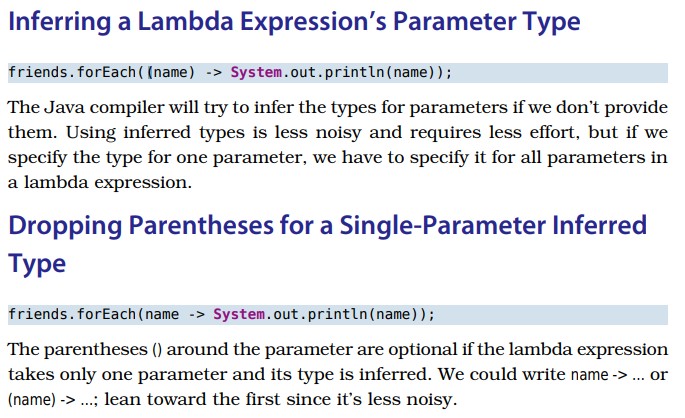 Inferring a Lambda Expression’s Parameter Type
friends.forEach((name) -> System.out.println(name));
The Java compiler will try to infer the types for parameters if we don’t provide
them. Using inferred types is less noisy and requires less effort, but if we
specify the type for one parameter, we have to specify it for all parameters in
a lambda expression.
Dropping Parentheses for a Single-Parameter Inferred
Type
friends.forEach(name -> System.out.println(name));
The parentheses () around the parameter are optional if the lambda expression
takes only one parameter and its type is inferred. We could write name -> ... or
(name) -> ...; lean toward the first since it’s less noisy.